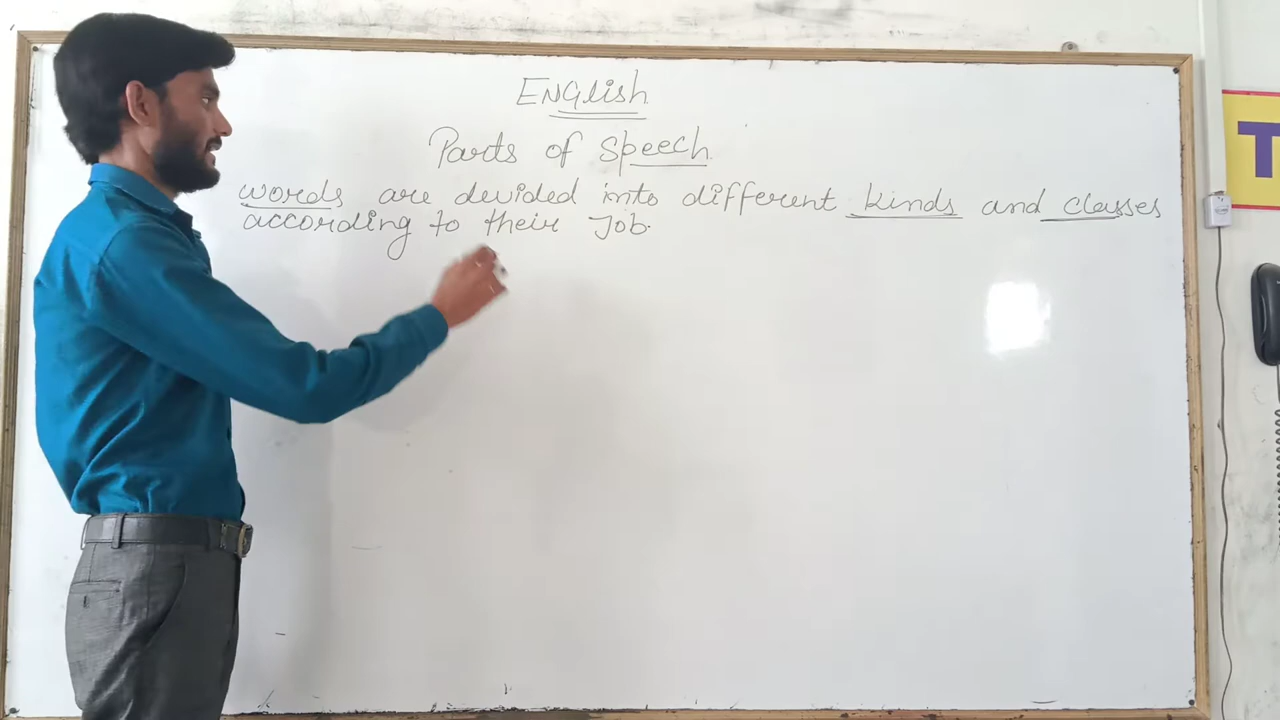 ENGlish
Parts of Speech
words are devided into different kinds and classes
according to their Job.
T